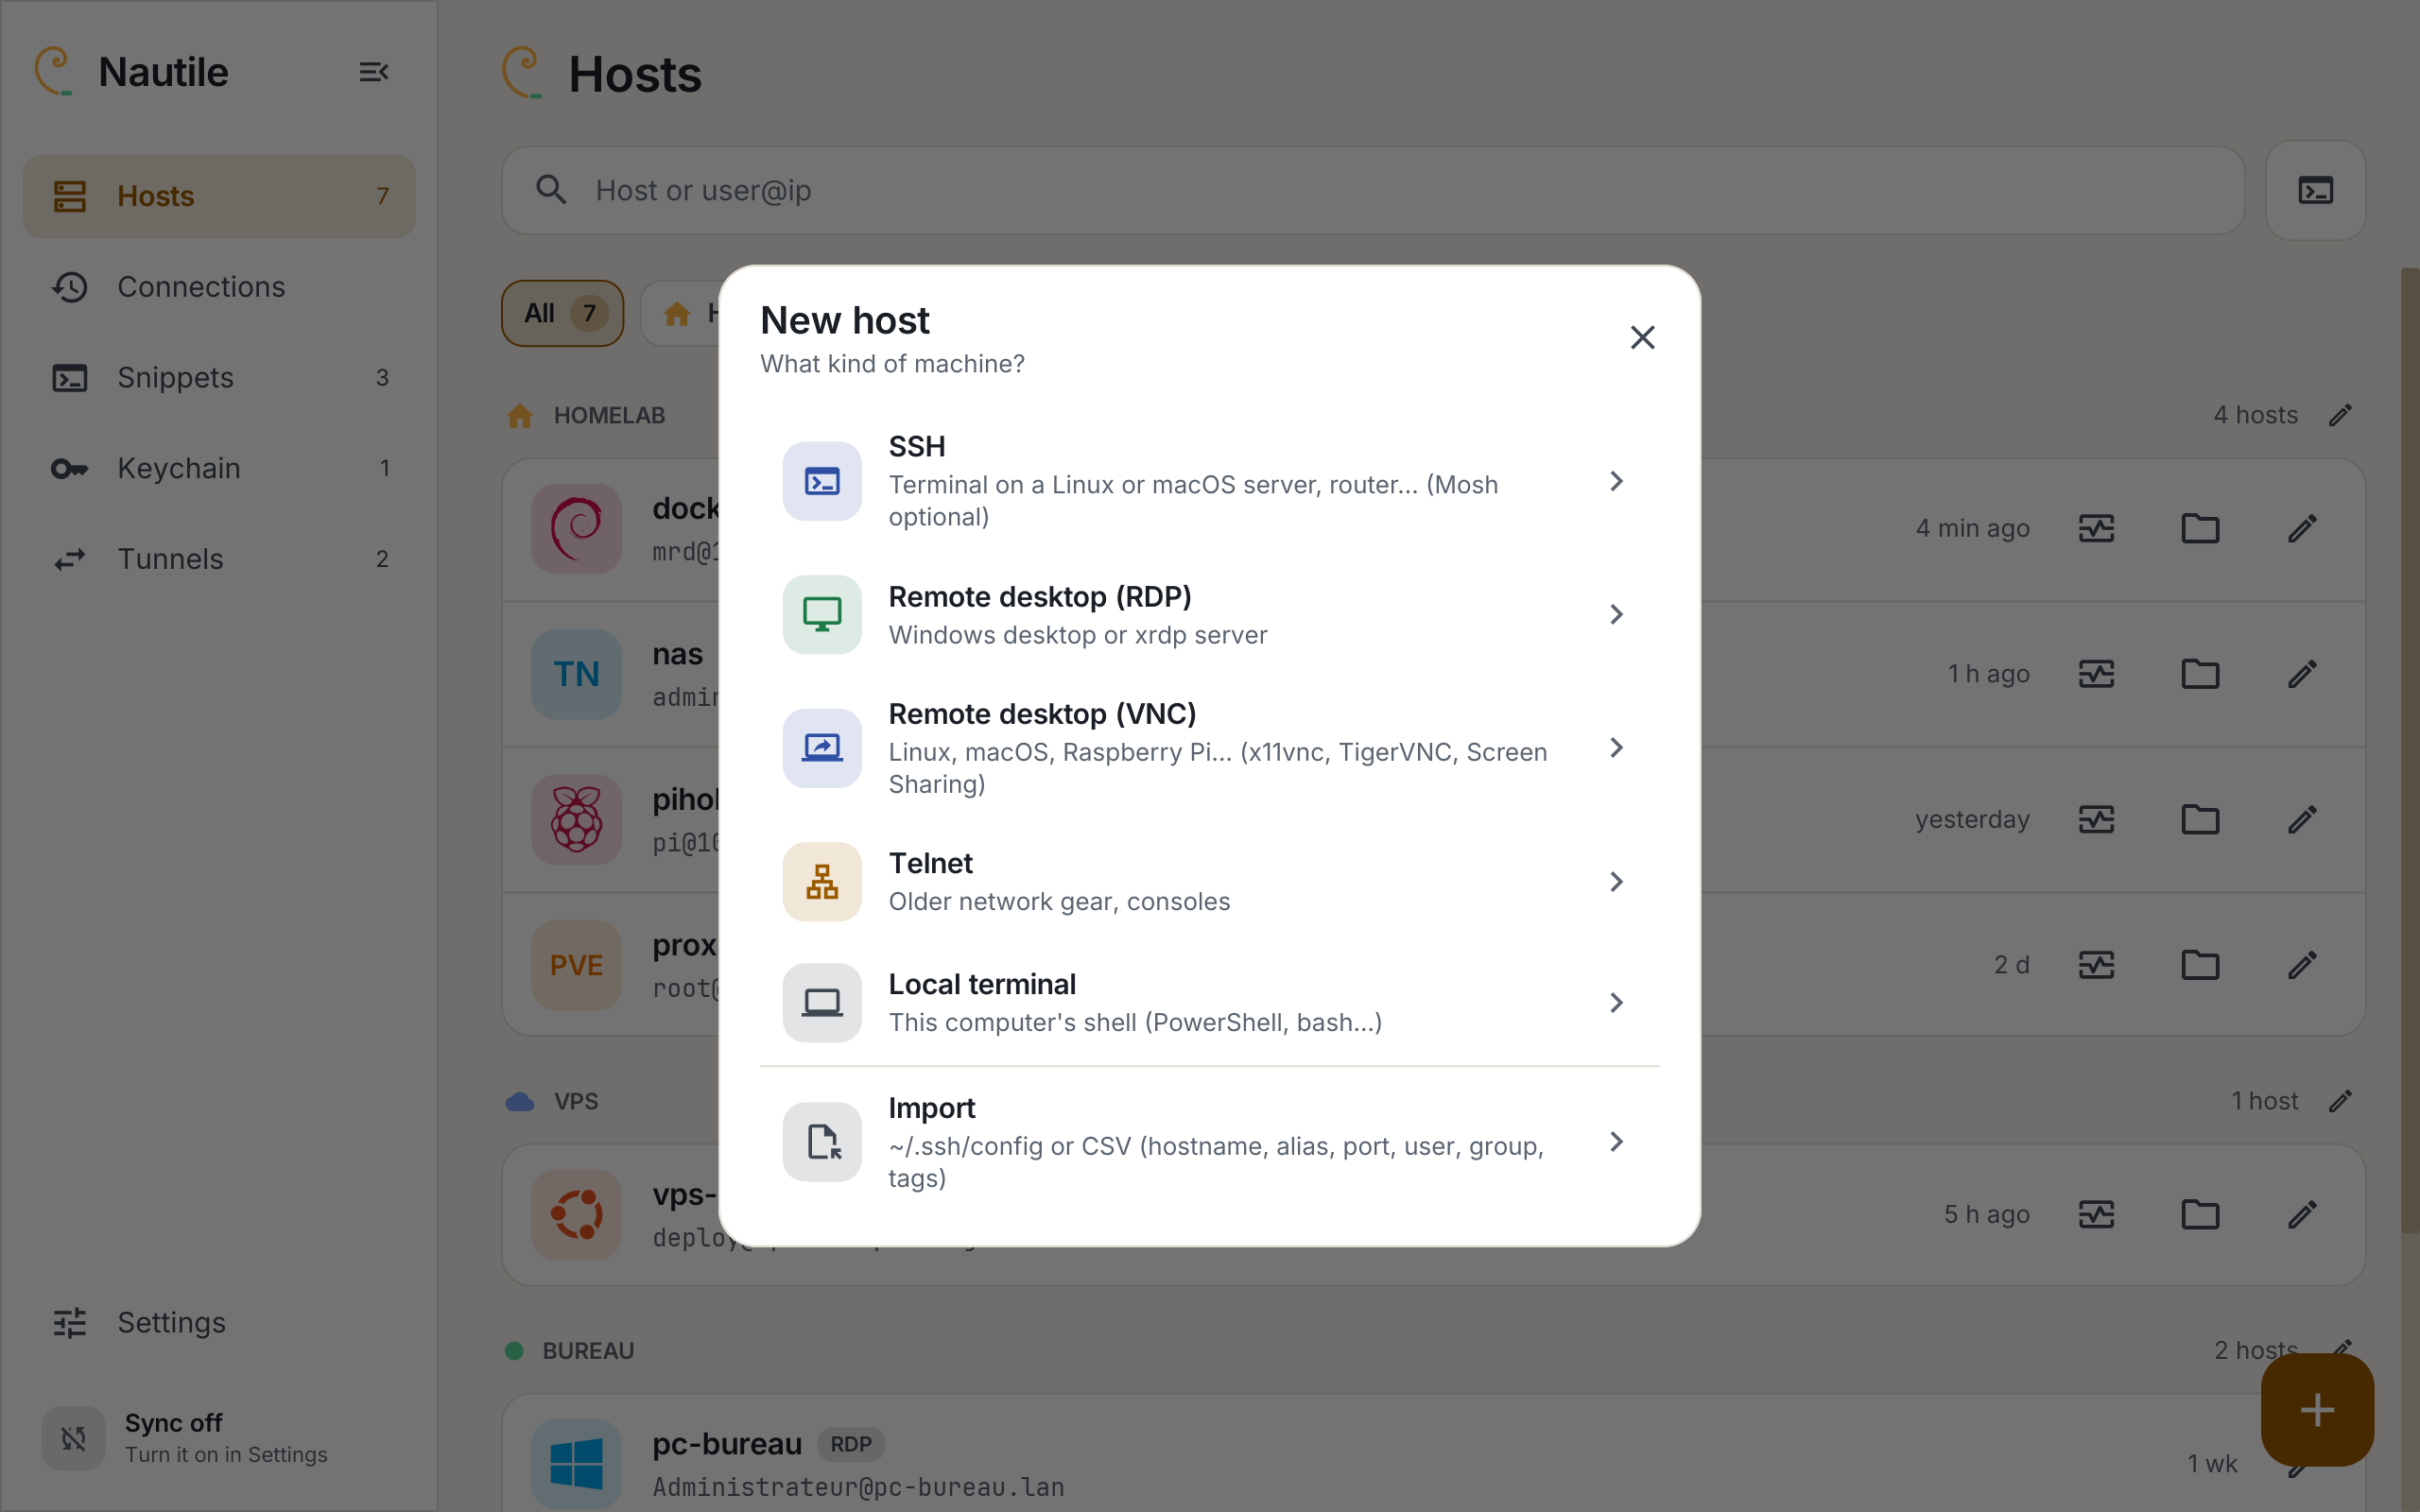 Nautile
Hosts 7
Connections
Snippets 3
Keychain 1
Tunnels 2
Settings
Sync off
Turn it on in Settings
Hosts
Host or user@ip
All 7
HOMELAB
4 hosts
4 min ago
TN
nas
1 h ago
yesterday
PVE
2 d
VPS
1 host
5 h ago
BUREAU
2 hosts
pc-bureau RDP
Administrateur@pc-bureau.lan
1 wk
New host
What kind of machine?
SSH
Terminal on a Linux or macOS server, router... (Mosh
optional)
Remote desktop (RDP)
Windows desktop or xrdp server
Remote desktop (VNC)
Linux, macOS, Raspberry Pi... (x11vnc, TigerVNC, Screen
Sharing)
Telnet
Older network gear, consoles
Local terminal
This computer's shell (PowerShell, bash...)
Import
~/.ssh/config or CSV (hostname, alias, port, user, group,
tags)